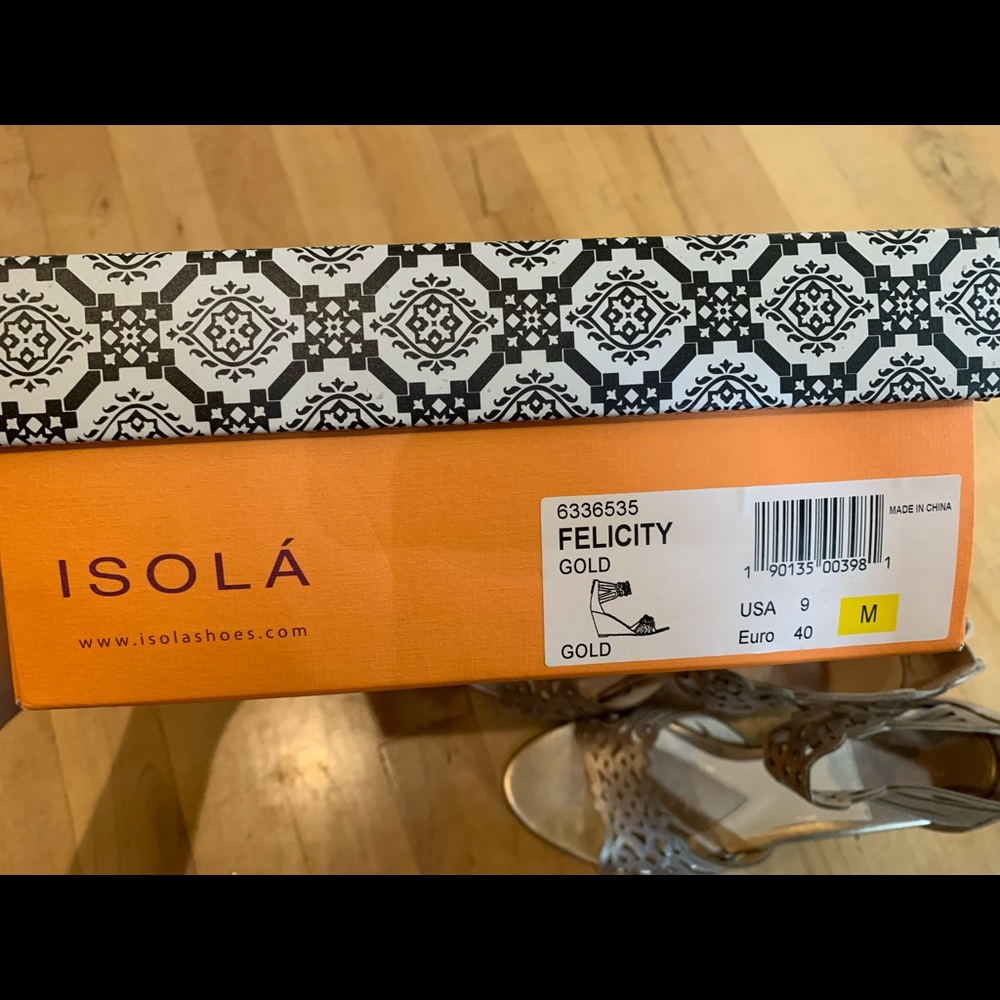 ISOLÁ
www.isolashoes.com
6336535
FELICITY
GOLD
GOLD
1 90135 00398 1
MADE IN CHINA
USA 9
Euro 40
M